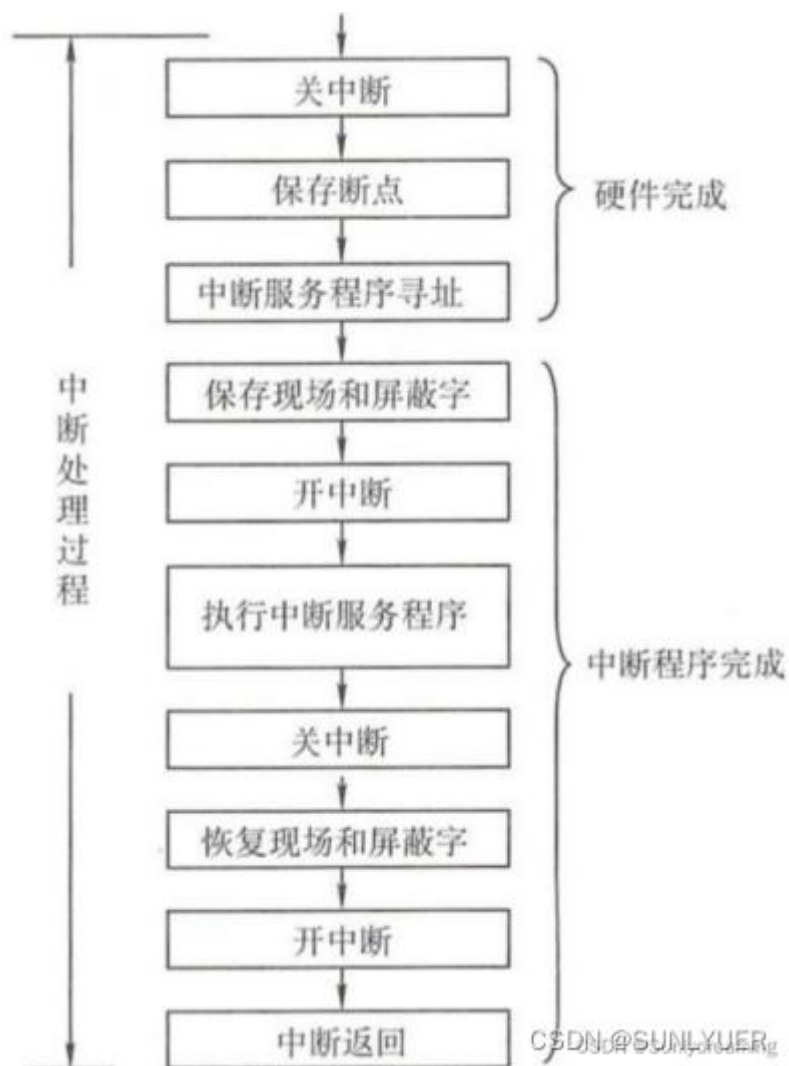 关中断
保存断点
硬件完成
中断服务程序寻址
保存现场和屏蔽字
开中断
中断处理过程
执行中断服务程序
中断程序完成
关中断
恢复现场和屏蔽字
开中断
中断返回
CSDN @SUNLYUER